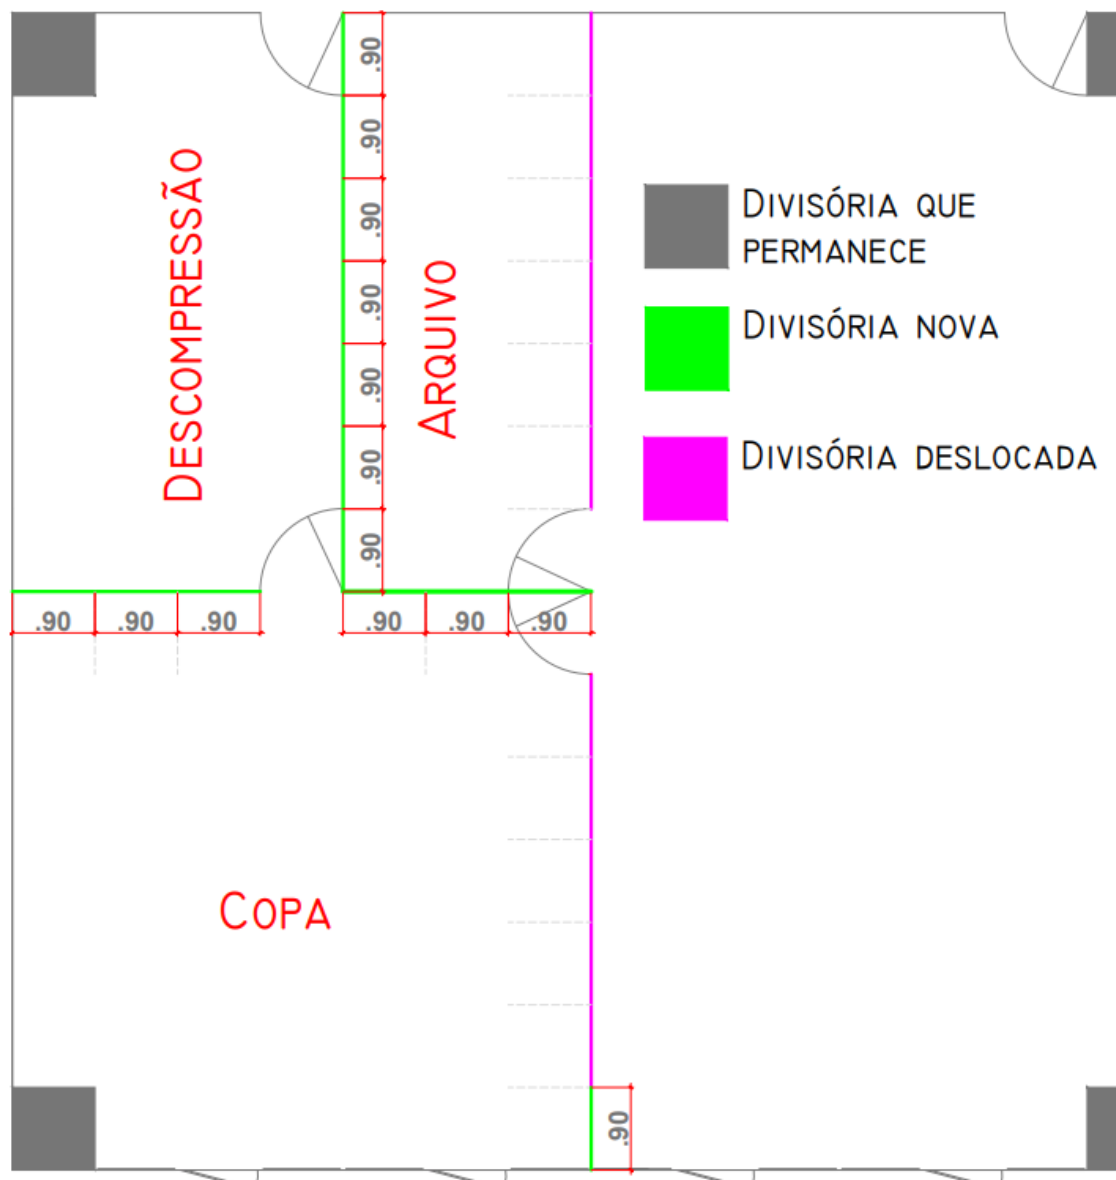 .90
.90
.90
.90
.90
.90
.90
DESCOMPRESSÃO
ARQUIVO
DIVISÓRIA QUE
PERMANECE
DIVISÓRIA NOVA
DIVISÓRIA DESLOCADA
.90 .90 .90 .90 .90 .90
COPA
.90